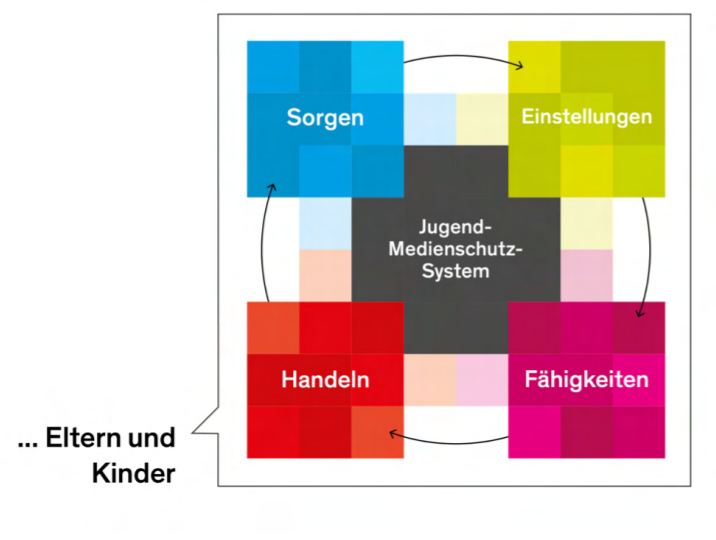 Sorgen
Einstellungen
Jugend-
Medienschutz-
System
Handeln
Fähigkeiten
... Eltern und
Kinder